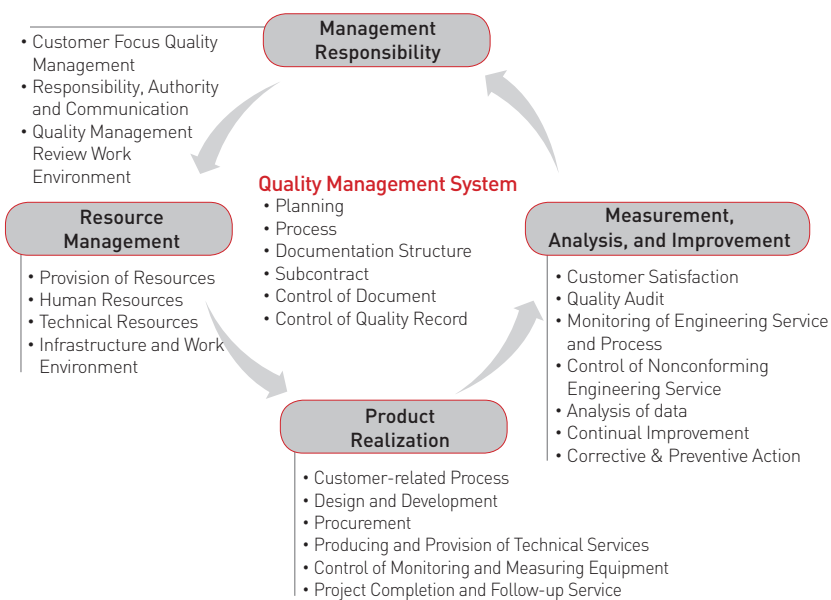 Management
Responsibility
• Customer Focus Quality
Management
• Responsibility, Authority
and Communication
• Quality Management
Review Work
Environment
Quality Management System
• Planning
• Process
• Documentation Structure
• Subcontract
• Control of Document
• Control of Quality Record
Resource
Management
• Provision of Resources
• Human Resources
• Technical Resources
• Infrastructure and Work
Environment
Measurement,
Analysis, and Improvement
• Customer Satisfaction
• Quality Audit
• Monitoring of Engineering Service
and Process
• Control of Nonconforming
Engineering Service
• Analysis of data
• Continual Improvement
• Corrective & Preventive Action
Product
Realization
• Customer-related Process
• Design and Development
• Procurement
• Producing and Provision of Technical Services
• Control of Monitoring and Measuring Equipment
• Project Completion and Follow-up Service